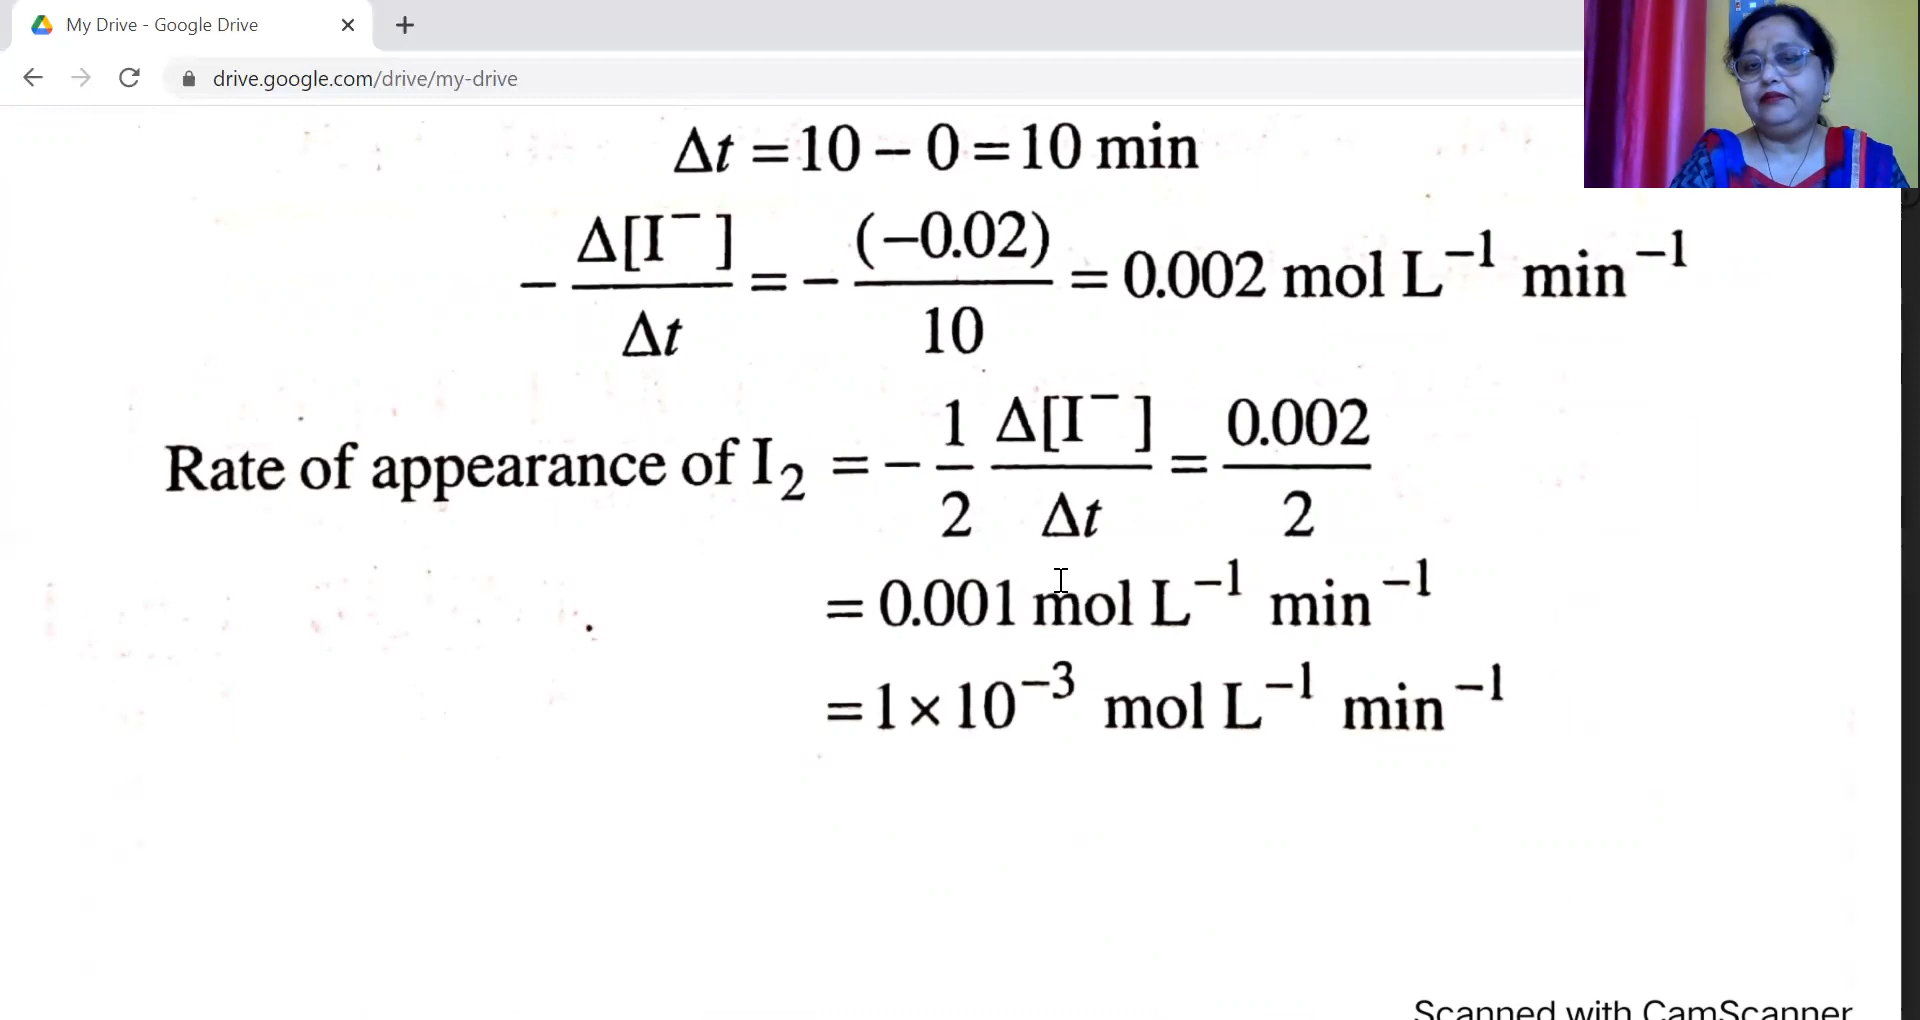 My Drive - Google Drive
drive.google.com/drive/my-drive
Δt = 10 – 0 = 10 min
– Δ[I⁻]/Δt = – (–0.02)/10 = 0.002 mol L⁻¹ min⁻¹
Rate of appearance of I₂ = – 1/2 Δ[I⁻]/Δt = 0.002/2
= 0.001 mol L⁻¹ min⁻¹
= 1 × 10⁻³ mol L⁻¹ min⁻¹
Scanned with CamScanner